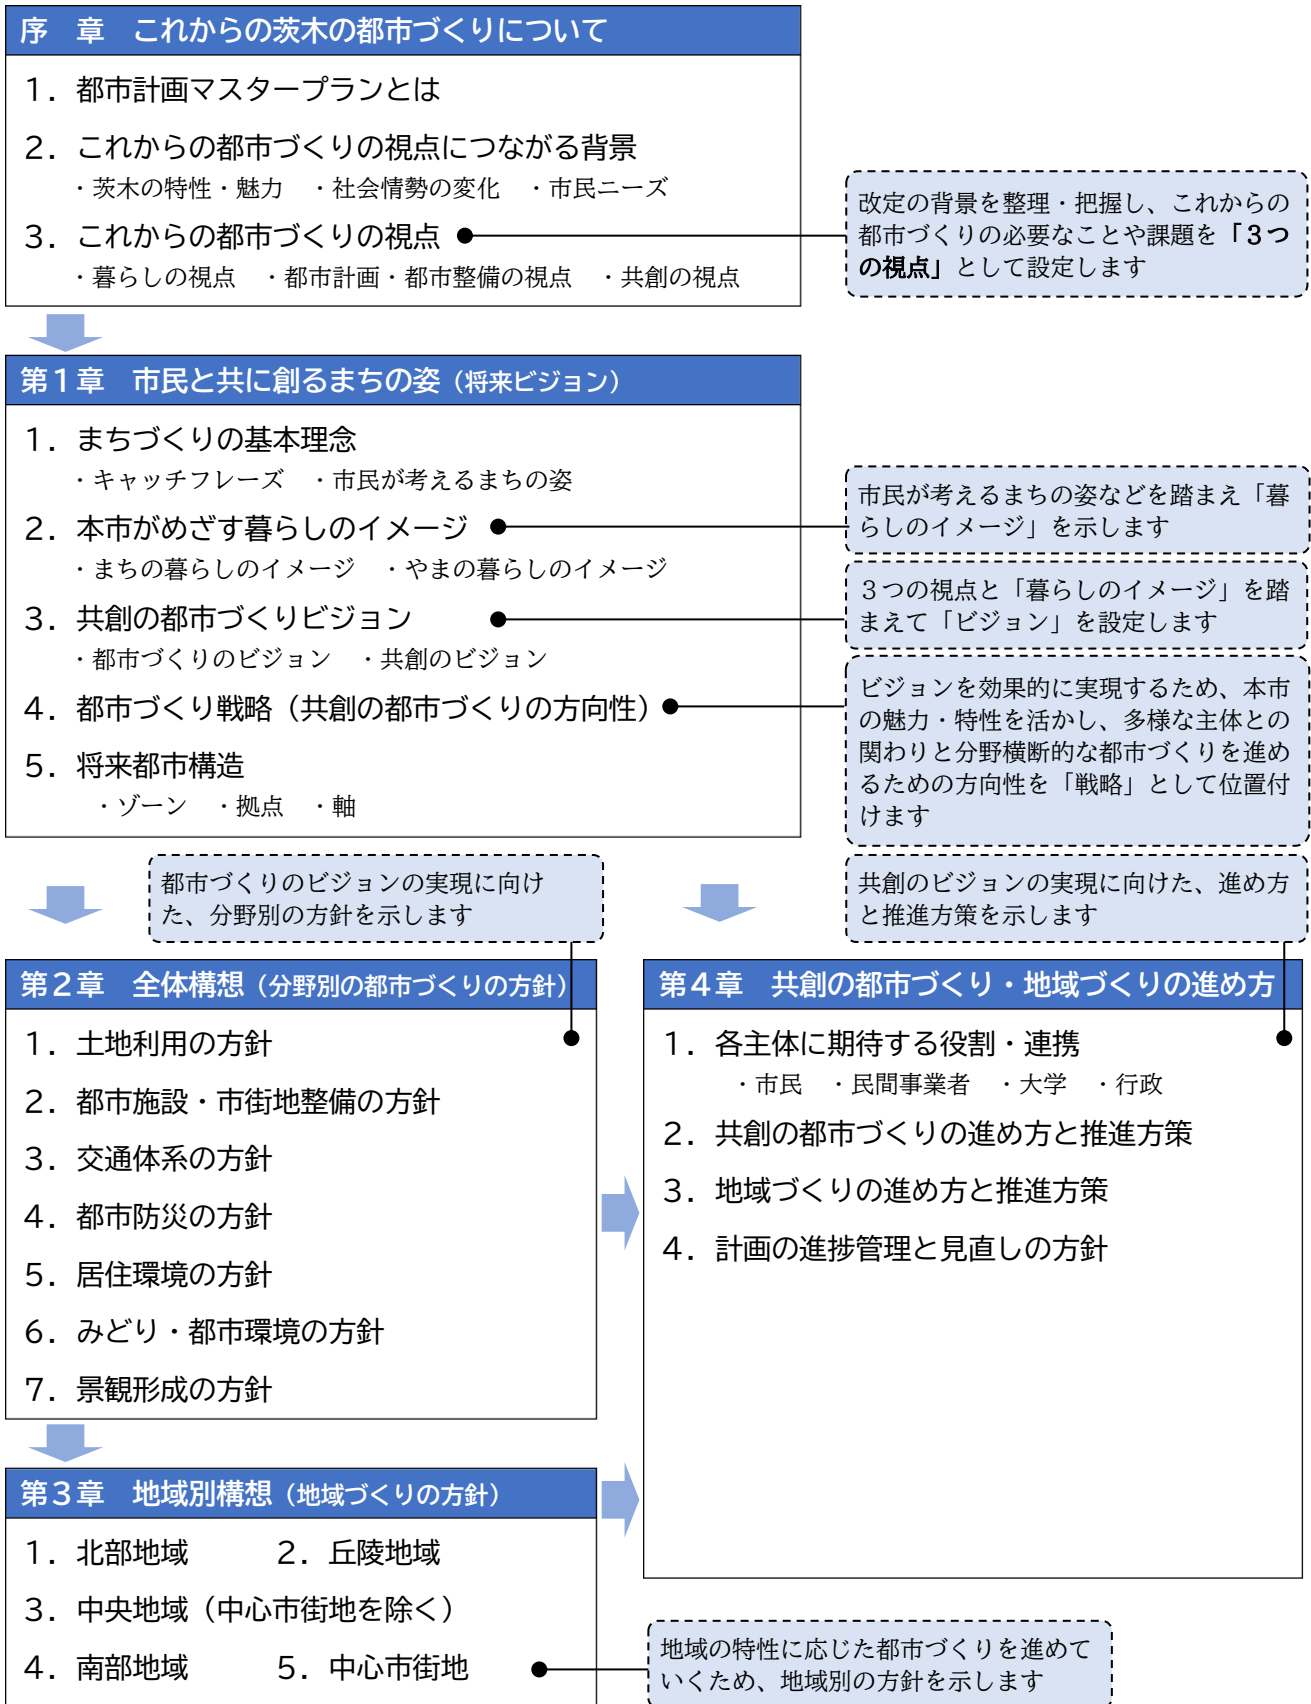 序　章　これからの茨木の都市づくりについて
１．都市計画マスタープランとは
２．これからの都市づくりの視点につながる背景
・茨木の特性・魅力　・社会情勢の変化　・市民ニーズ
３．これからの都市づくりの視点
・暮らしの視点　・都市計画・都市整備の視点　・共創の視点
改定の背景を整理・把握し、これからの
都市づくりの必要なことや課題を「３つ
の視点」として設定します
第１章　市民と共に創るまちの姿（将来ビジョン）
１．まちづくりの基本理念
・キャッチフレーズ　・市民が考えるまちの姿
２．本市がめざす暮らしのイメージ
・まちの暮らしのイメージ　・やまの暮らしのイメージ
３．共創の都市づくりビジョン
・都市づくりのビジョン　・共創のビジョン
４．都市づくり戦略（共創の都市づくりの方向性）
５．将来都市構造
・ゾーン　・拠点　・軸
市民が考えるまちの姿などを踏まえ「暮
らしのイメージ」を示します
３つの視点と「暮らしのイメージ」を踏
まえて「ビジョン」を設定します
ビジョンを効果的に実現するため、本市
の魅力・特性を活かし、多様な主体との
関わりと分野横断的な都市づくりを進め
るための方向性を「戦略」として位置付
けます
都市づくりのビジョンの実現に向け
た、分野別の方針を示します
共創のビジョンの実現に向けた、進め方
と推進方策を示します
第２章　全体構想（分野別の都市づくりの方針）
１．土地利用の方針
２．都市施設・市街地整備の方針
３．交通体系の方針
４．都市防災の方針
５．居住環境の方針
６．みどり・都市環境の方針
７．景観形成の方針
第４章　共創の都市づくり・地域づくりの進め方
１．各主体に期待する役割・連携
・市民　・民間事業者　・大学　・行政
２．共創の都市づくりの進め方と推進方策
３．地域づくりの進め方と推進方策
４．計画の進捗管理と見直しの方針
第３章　地域別構想（地域づくりの方針）
１．北部地域　　２．丘陵地域
３．中央地域（中心市街地を除く）
４．南部地域　　５．中心市街地
地域の特性に応じた都市づくりを進めて
いくため、地域別の方針を示します